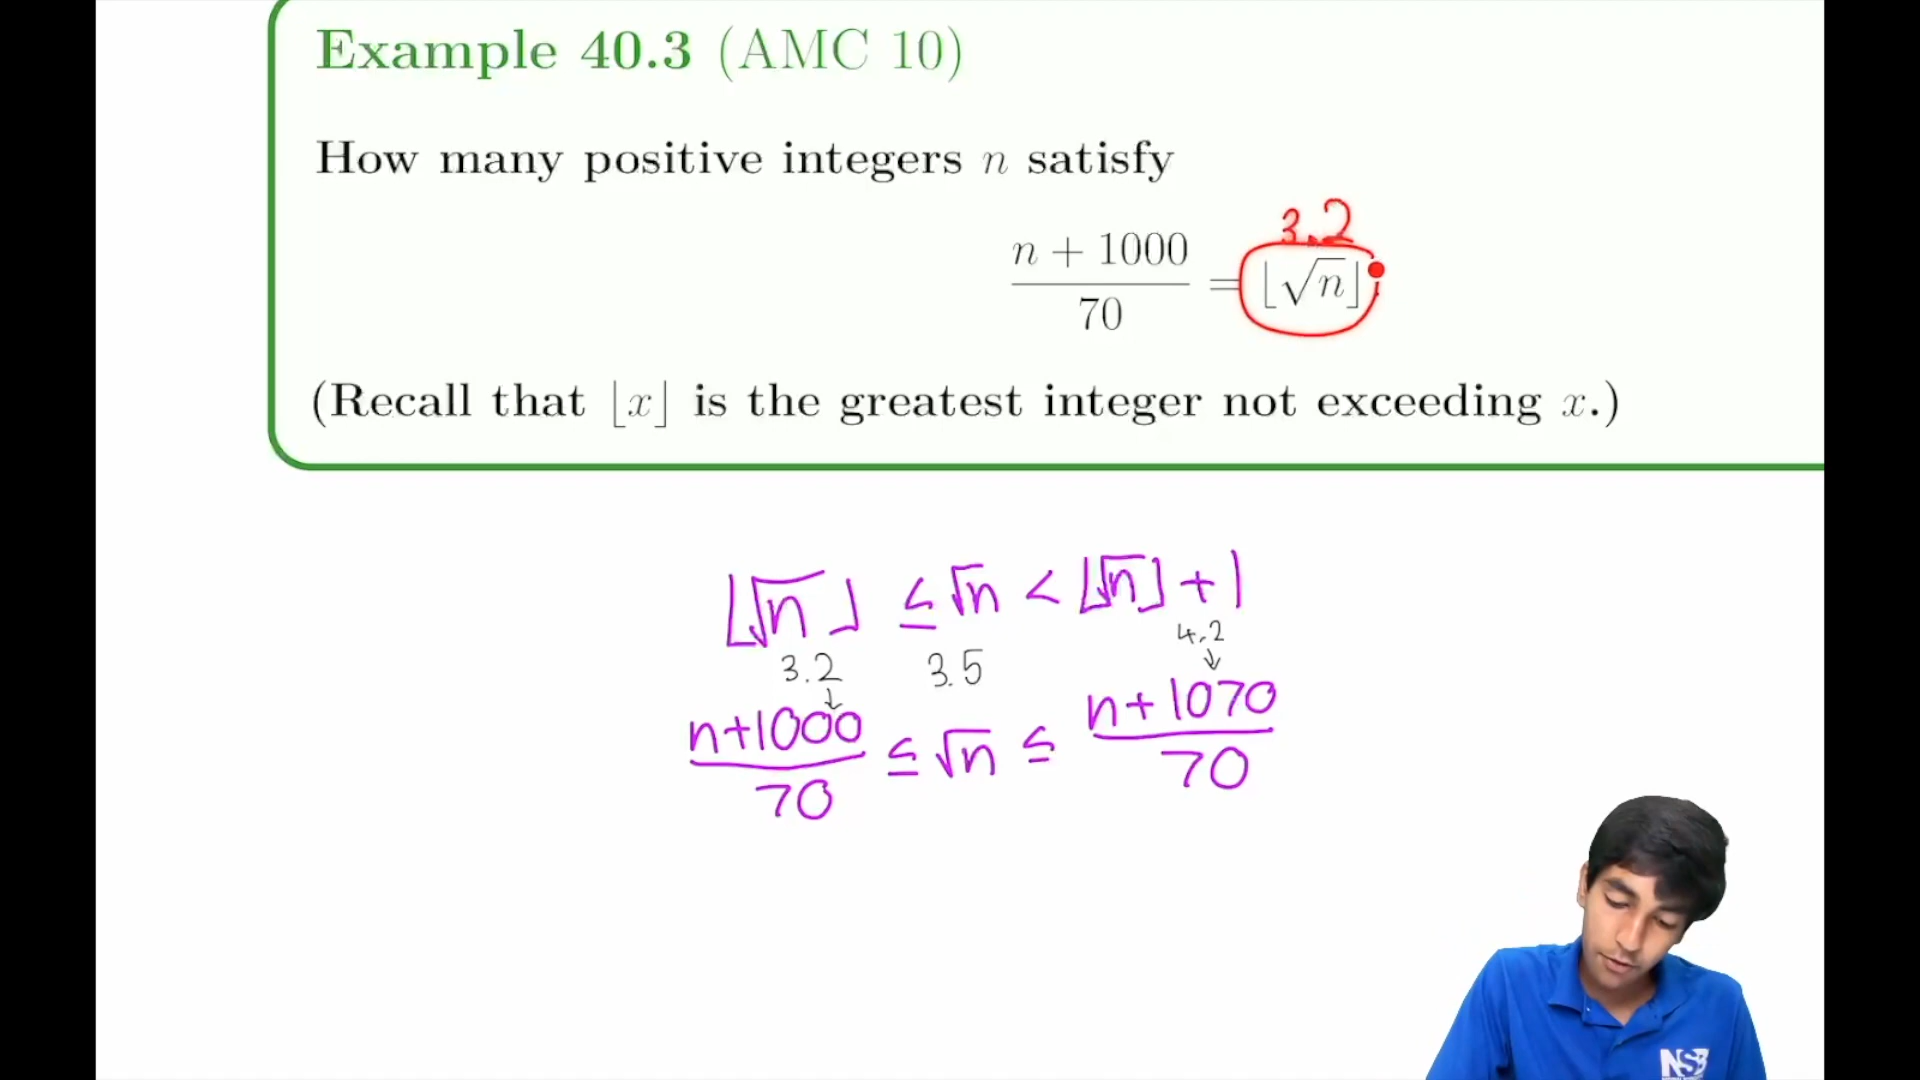 Example 40.3 (AMC 10)
How many positive integers n satisfy
3.2
n + 1000
70
= ⌊√n⌋.
(Recall that ⌊x⌋ is the greatest integer not exceeding x.)
⌊√n⌋ ≤ √n < ⌊√n⌋ + 1
3.2 3.5 4.2
n+1000 / 70 ≤ √n ≤ n+1070 / 70
NSB